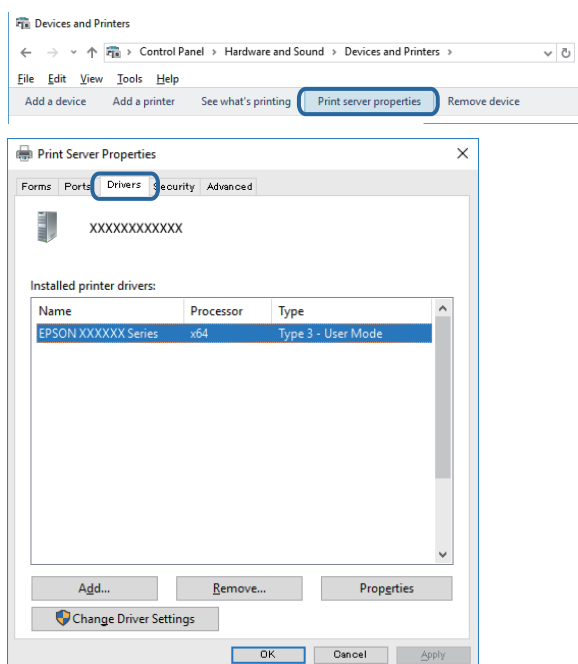 Devices and Printers
Control Panel > Hardware and Sound > Devices and Printers >
File Edit View Tools Help
Add a device Add a printer See what's printing Print server properties Remove device
Print Server Properties
Forms Ports Drivers Security Advanced
XXXXXXXXXXXX
Installed printer drivers:
Name Processor Type
EPSON XXXXXX Series x64 Type 3 - User Mode
Add... Remove... Properties
Change Driver Settings
OK Cancel Apply